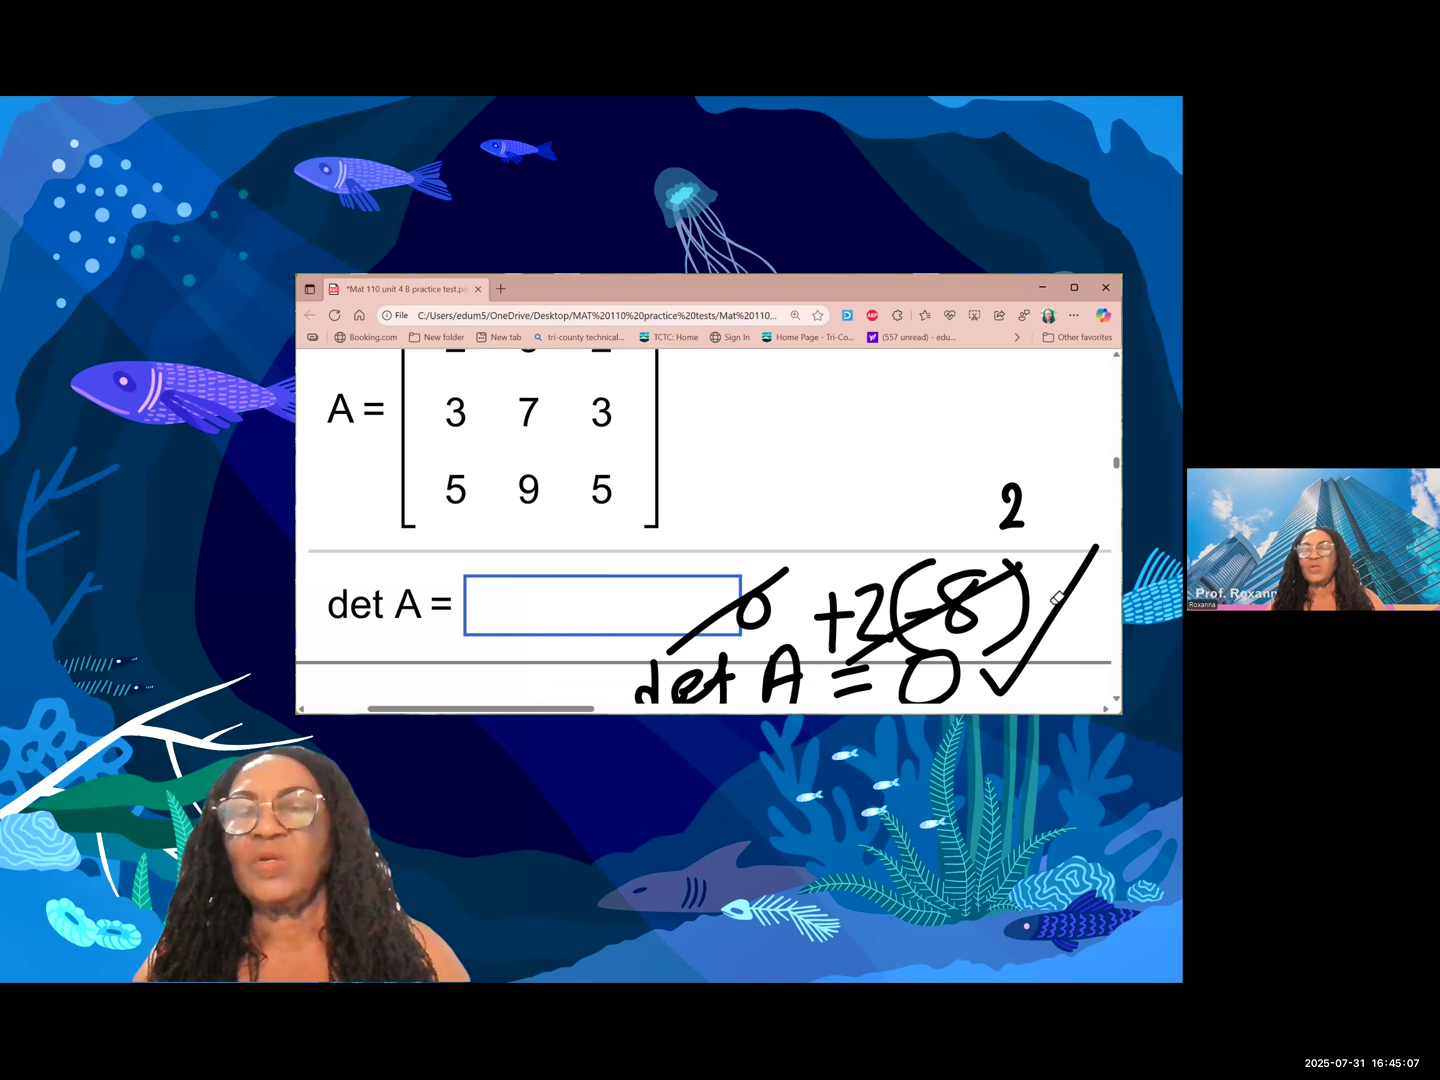 *Mat 110 unit 4 B practice test.pd
File C:/Users/edum5/OneDrive/Desktop/MAT%20110%20practice%20tests/Mat%20110...
Booking.com New folder New tab tri-county technical... TCTC: Home Sign In Home Page - Tri-Co... (557 unread) - edu... Other favorites
A =
3 7 3
5 9 5
2
det A =
0 +2(-8)
det A = 0
Prof. Roxann
Roxanna
2025-07-31 16:45:07